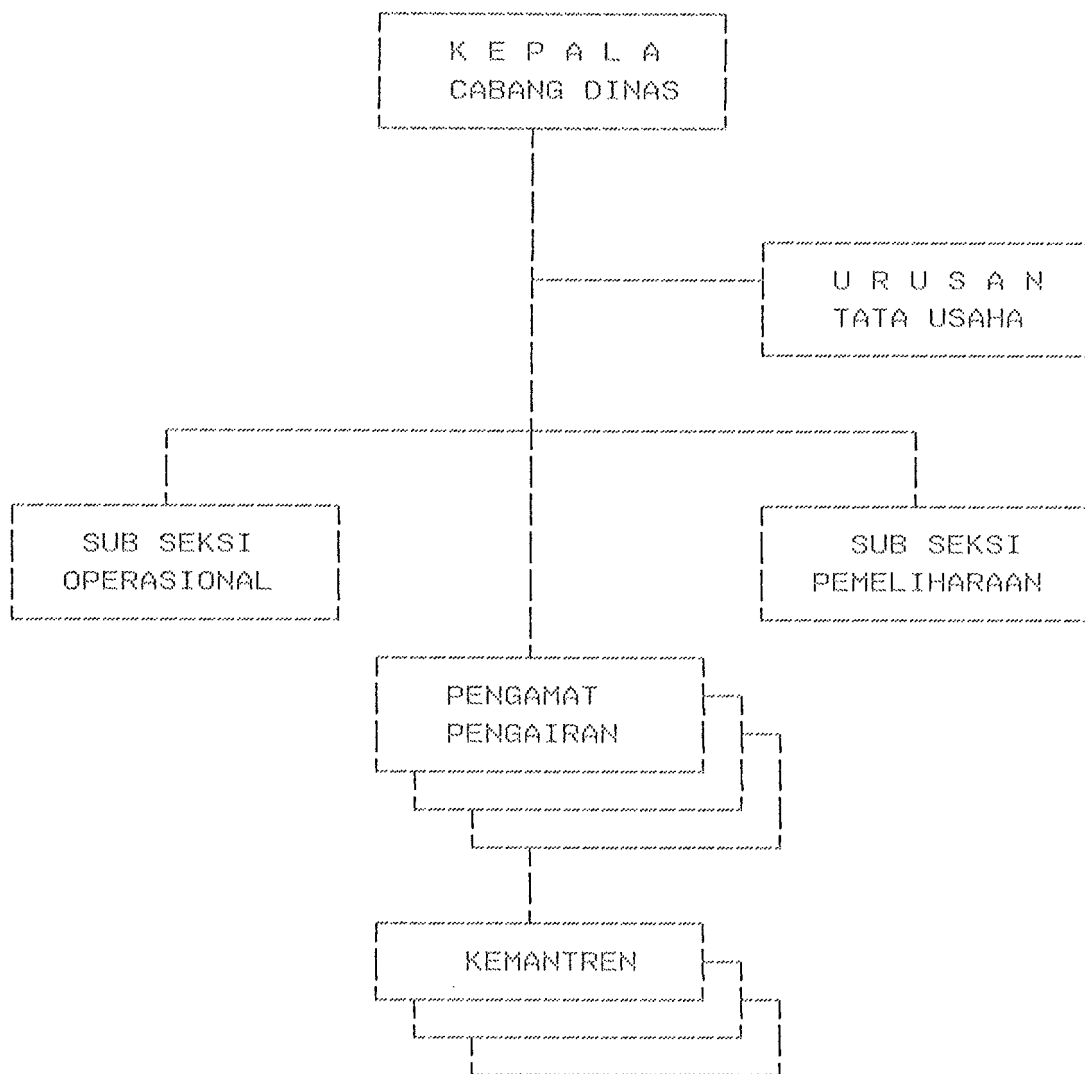 K E P A L A
CABANG DINAS
U R U S A N
TATA USAHA
SUB SEKSI
OPERASIONAL
SUB SEKSI
PEMELIHARAAN
PENGAMAT
PENGAIRAN
KEMANTREN